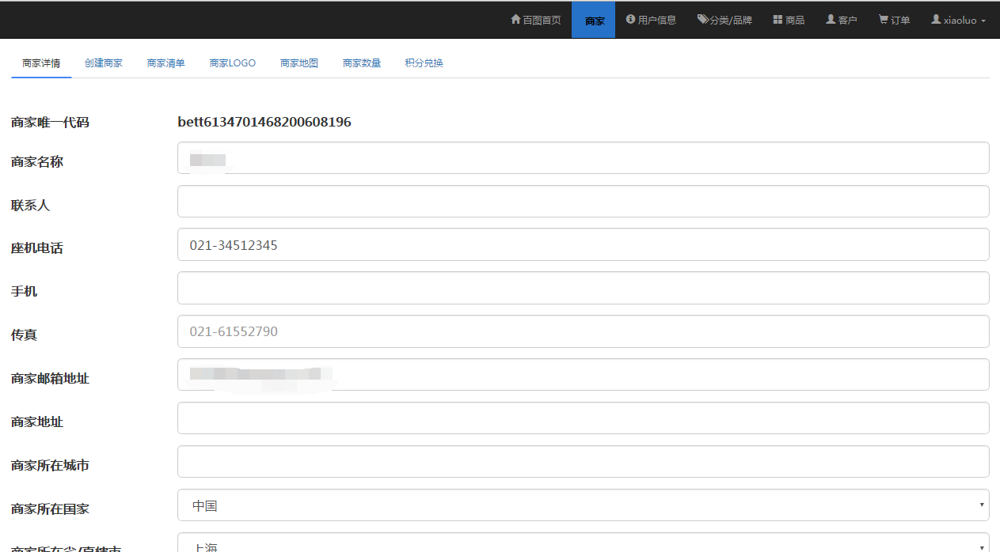 百图首页 商家 用户信息 分类/品牌 商品 客户 订单 xiaoluo
商家详情 创建商家 商家清单 商家LOGO 商家地图 商家数量 积分兑换
商家唯一代码 bett6134701468200608196
商家名称
联系人
座机电话 021-34512345
手机
传真 021-61552790
商家邮箱地址
商家地址
商家所在城市
商家所在国家 中国
商家所在省/直辖市 上海